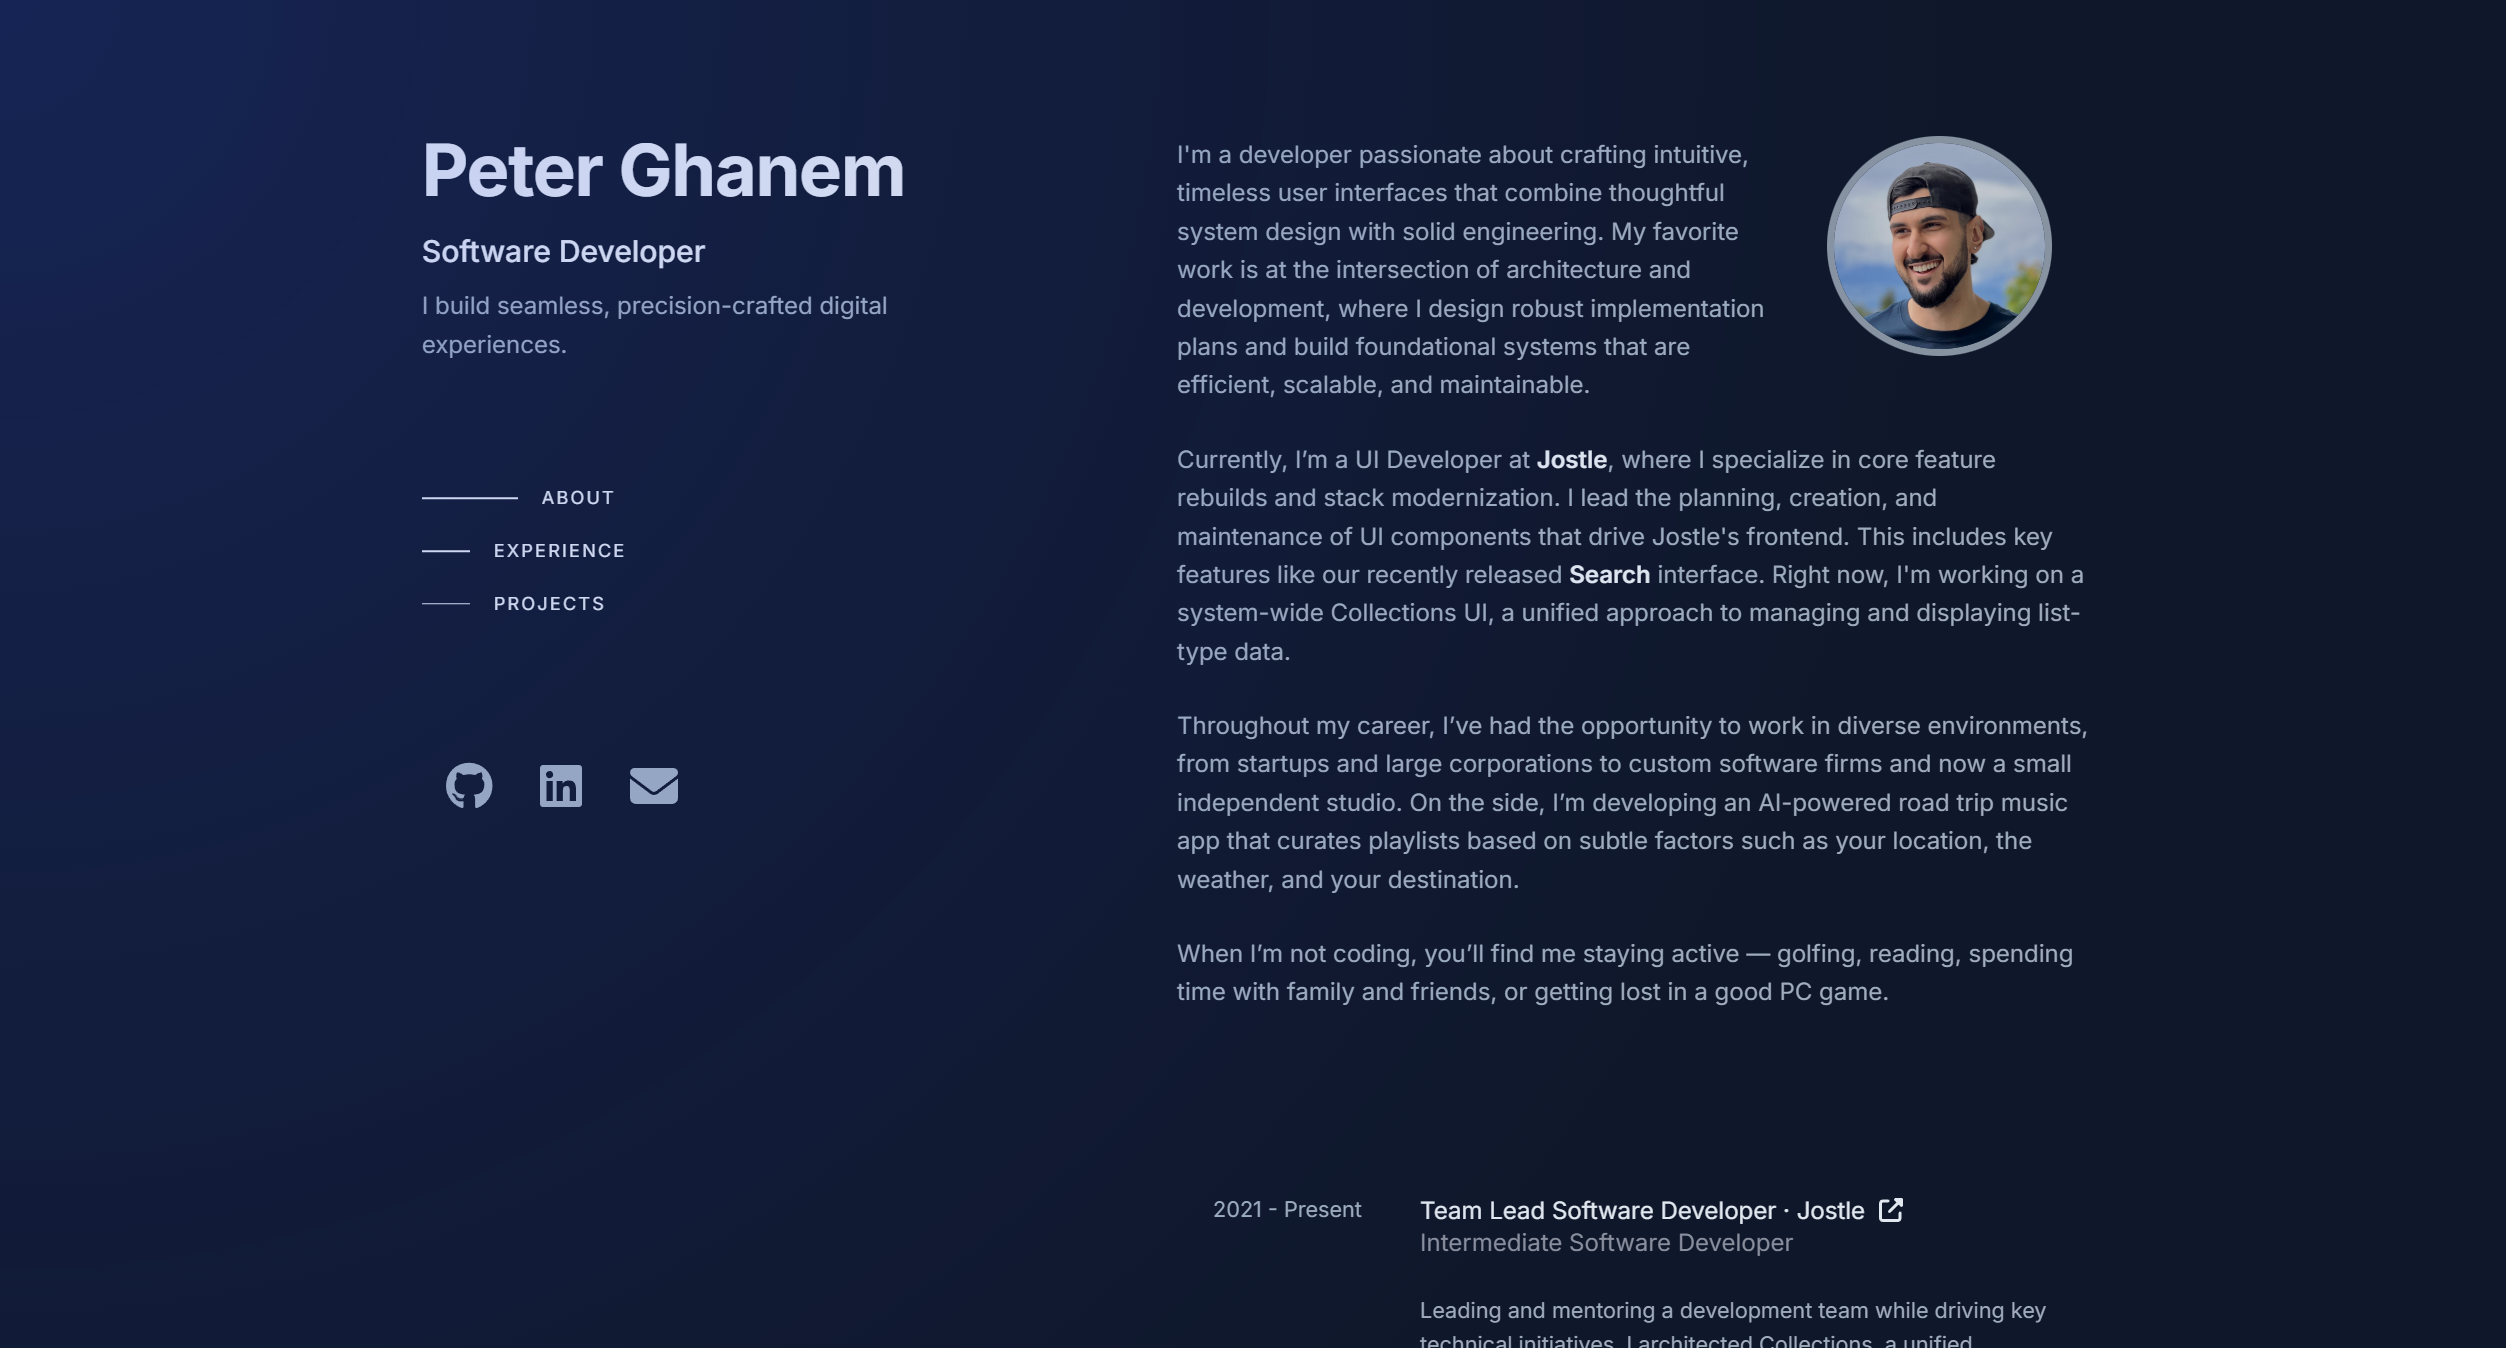 Peter Ghanem
Software Developer
I build seamless, precision-crafted digital
experiences.
ABOUT
EXPERIENCE
PROJECTS
in
I'm a developer passionate about crafting intuitive,
timeless user interfaces that combine thoughtful
system design with solid engineering. My favorite
work is at the intersection of architecture and
development, where I design robust implementation
plans and build foundational systems that are
efficient, scalable, and maintainable.
Currently, I’m a UI Developer at Jostle, where I specialize in core feature
rebuilds and stack modernization. I lead the planning, creation, and
maintenance of UI components that drive Jostle's frontend. This includes key
features like our recently released Search interface. Right now, I'm working on a
system-wide Collections UI, a unified approach to managing and displaying list-
type data.
Throughout my career, I’ve had the opportunity to work in diverse environments,
from startups and large corporations to custom software firms and now a small
independent studio. On the side, I’m developing an AI-powered road trip music
app that curates playlists based on subtle factors such as your location, the
weather, and your destination.
When I’m not coding, you’ll find me staying active — golfing, reading, spending
time with family and friends, or getting lost in a good PC game.
2021 - Present
Team Lead Software Developer · Jostle
Intermediate Software Developer
Leading and mentoring a development team while driving key
technical initiatives. I architected Collections, a unified